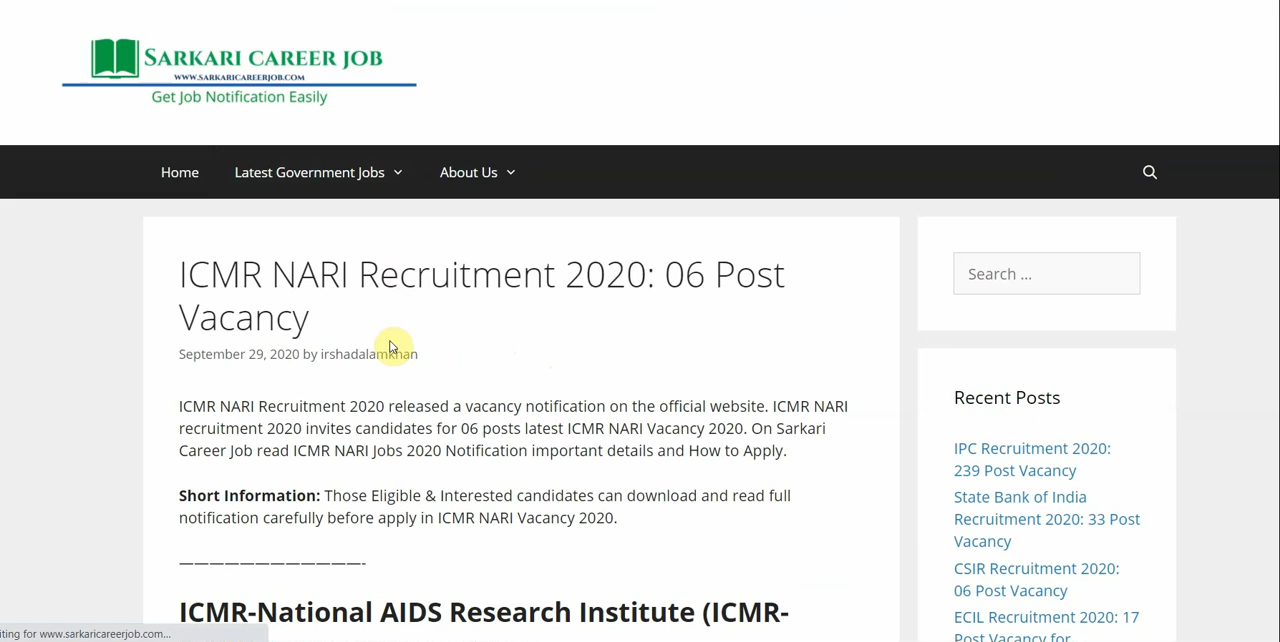 SARKARI CAREER JOB
WWW.SARKARICAREERJOB.COM
Get Job Notification Easily
Home
Latest Government Jobs
About Us
ICMR NARI Recruitment 2020: 06 Post
Vacancy
September 29, 2020 by irshadalamkhan
ICMR NARI Recruitment 2020 released a vacancy notification on the official website. ICMR NARI
recruitment 2020 invites candidates for 06 posts latest ICMR NARI Vacancy 2020. On Sarkari
Career Job read ICMR NARI Jobs 2020 Notification important details and How to Apply.
Short Information: Those Eligible & Interested candidates can download and read full
notification carefully before apply in ICMR NARI Vacancy 2020.
————————————-
ICMR-National AIDS Research Institute (ICMR-
Search ...
Recent Posts
IPC Recruitment 2020:
239 Post Vacancy
State Bank of India
Recruitment 2020: 33 Post
Vacancy
CSIR Recruitment 2020:
06 Post Vacancy
ECIL Recruitment 2020: 17
Post Vacancy for
iting for www.sarkaricareerjob.com...